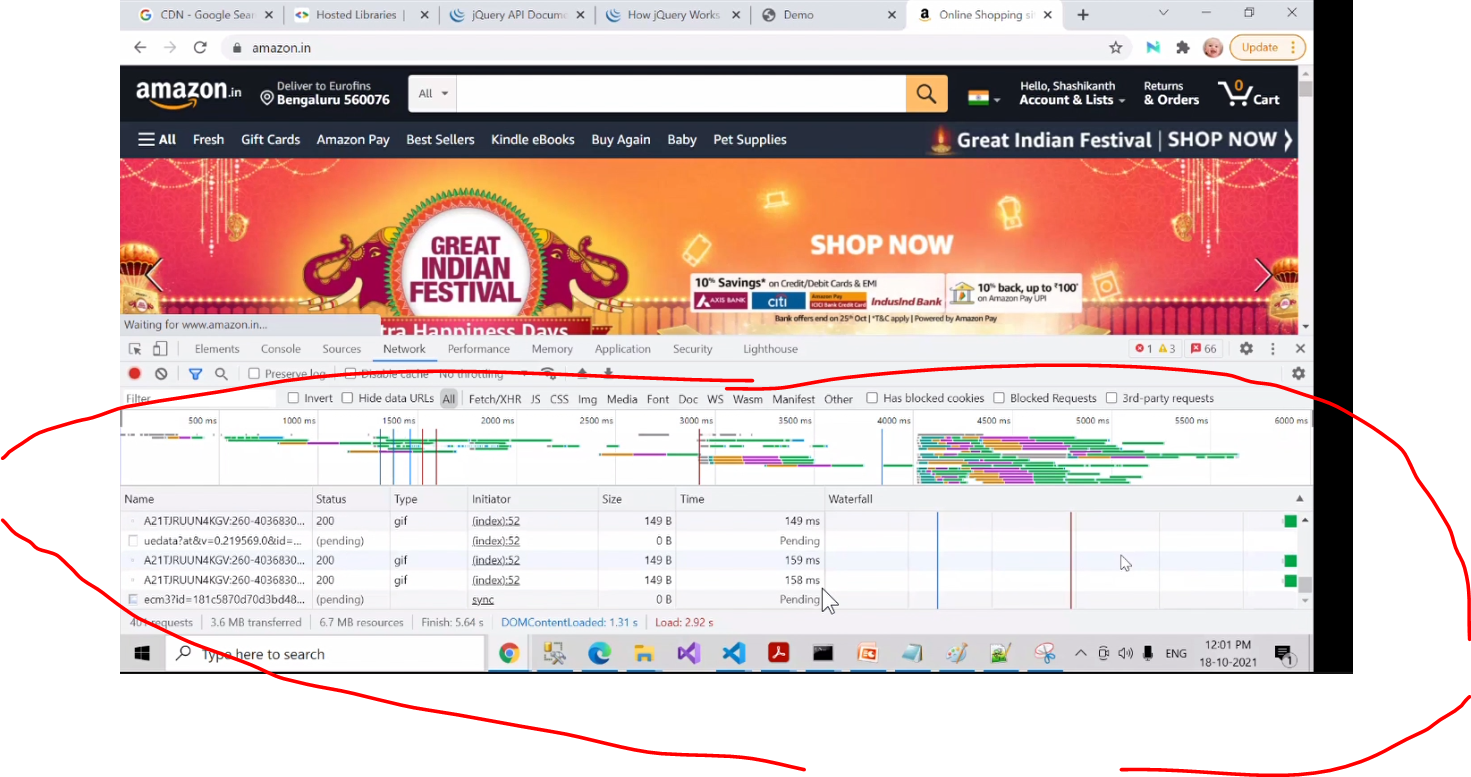 CDN - Google Sear
Hosted Libraries |
jQuery API Docume
How jQuery Works
Demo
Online Shopping si
amazon.in
Update
amazon.in
Deliver to Eurofins
Bengaluru 560076
All
Hello, Shashikanth
Account & Lists
Returns
& Orders
0
Cart
All Fresh Gift Cards Amazon Pay Best Sellers Kindle eBooks Buy Again Baby Pet Supplies
Great Indian Festival | SHOP NOW
GREAT
INDIAN
FESTIVAL
SHOP NOW
10% Savings* on Credit/Debit Cards & EMI
AXIS BANK citi IndusInd Bank
10% back, up to ₹100*
on Amazon Pay UPI
Bank offers end on 25th Oct | *T&C apply | Powered by Amazon Pay
Waiting for www.amazon.in...
tra Happiness Days
Elements Console Sources Network Performance Memory Application Security Lighthouse
1 3 66
Preserve log Disable cache No throttling
Filter Invert Hide data URLs All Fetch/XHR JS CSS Img Media Font Doc WS Wasm Manifest Other Has blocked cookies Blocked Requests 3rd-party requests
500 ms 1000 ms 1500 ms 2000 ms 2500 ms 3000 ms 3500 ms 4000 ms 4500 ms 5000 ms 5500 ms 6000 ms
Name Status Type Initiator Size Time Waterfall
A21TJRUUN4KGV:260-4036830... 200 gif (index):52 149 B 149 ms
uedata?at&v=0.219569.0&id=... (pending) (index):52 0 B Pending
A21TJRUUN4KGV:260-4036830... 200 gif (index):52 149 B 159 ms
A21TJRUUN4KGV:260-4036830... 200 gif (index):52 149 B 158 ms
ecm3?id=181c5870d70d3bd48... (pending) sync 0 B Pending
401 requests 3.6 MB transferred 6.7 MB resources Finish: 5.64 s DOMContentLoaded: 1.31 s Load: 2.92 s
Type here to search
ENG
12:01 PM
18-10-2021
1